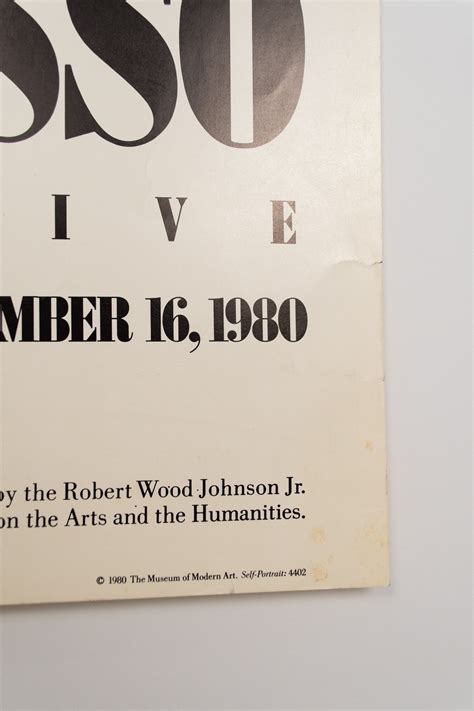 SSO
IVE
MBER 16, 1980
by the Robert Wood Johnson Jr.
on the Arts and the Humanities.
© 1980 The Museum of Modern Art. Self-Portrait: 4402